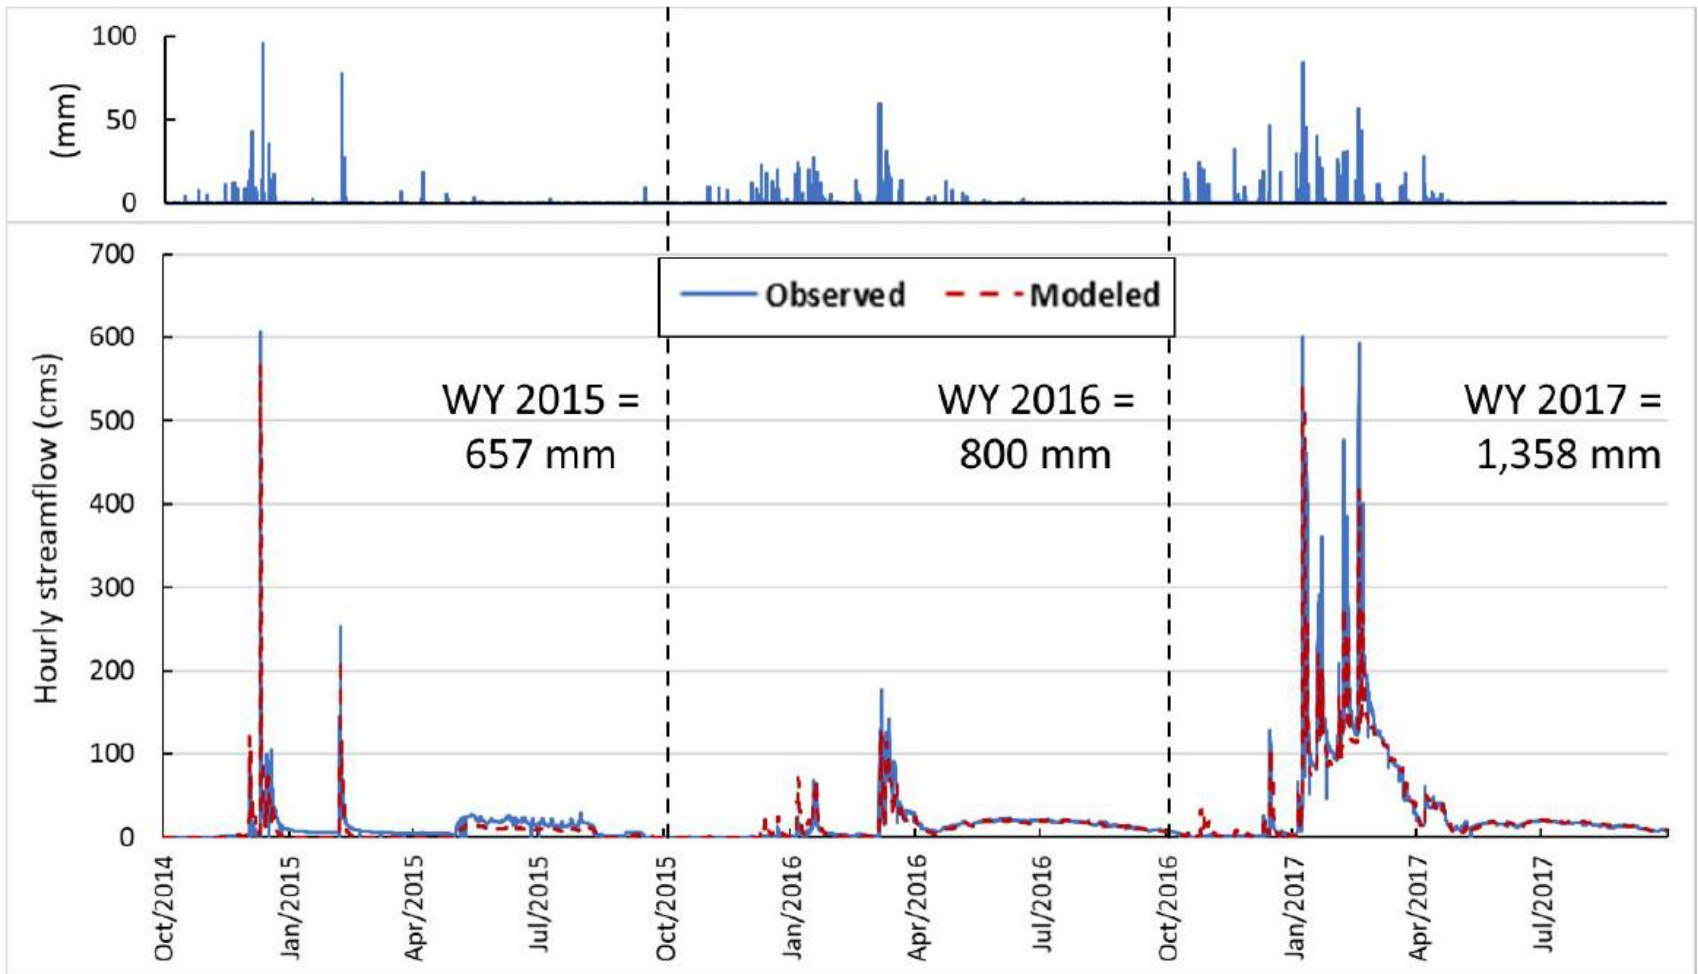 100
50
0
(mm)
700
600
500
400
300
200
100
0
Hourly streamflow (cms)
Observed
Modeled
WY 2015 =
657 mm
WY 2016 =
800 mm
WY 2017 =
1,358 mm
Oct/2014
Jan/2015
Apr/2015
Jul/2015
Oct/2015
Jan/2016
Apr/2016
Jul/2016
Oct/2016
Jan/2017
Apr/2017
Jul/2017